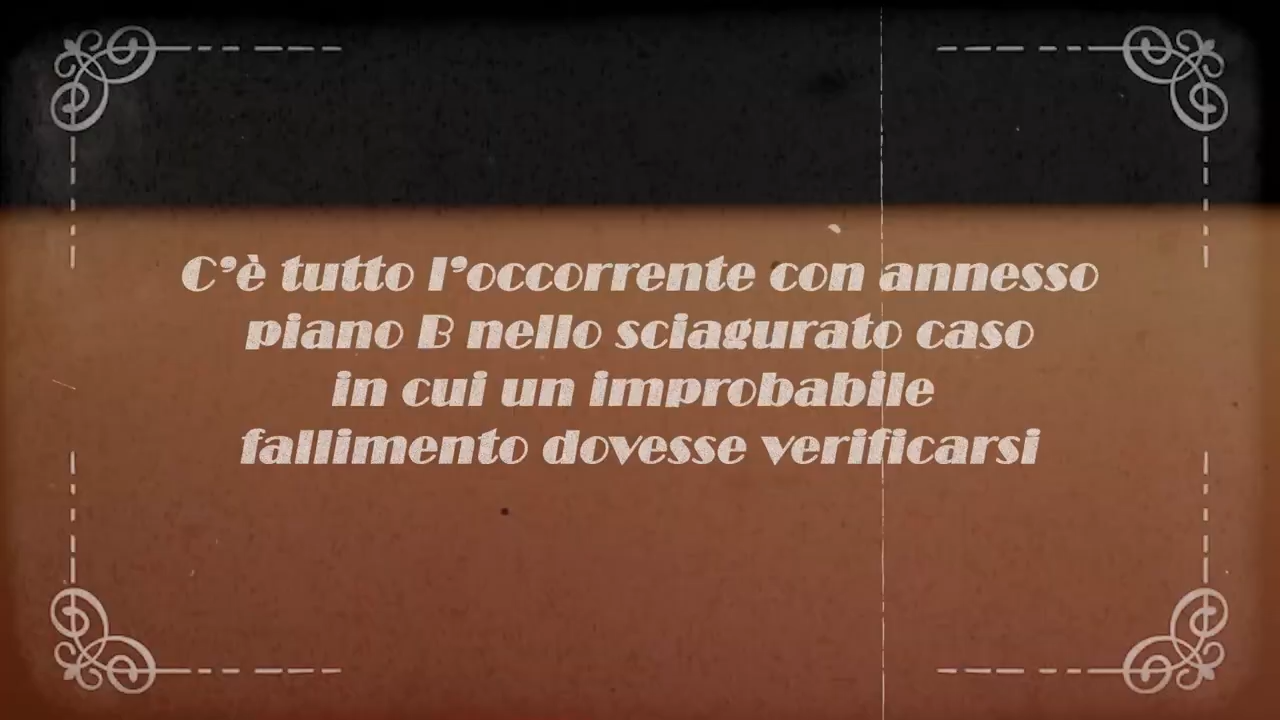 C’è tutto l’occorrente con annesso
piano B nello sciagurato caso
in cui un improbabile
fallimento dovesse verificarsi